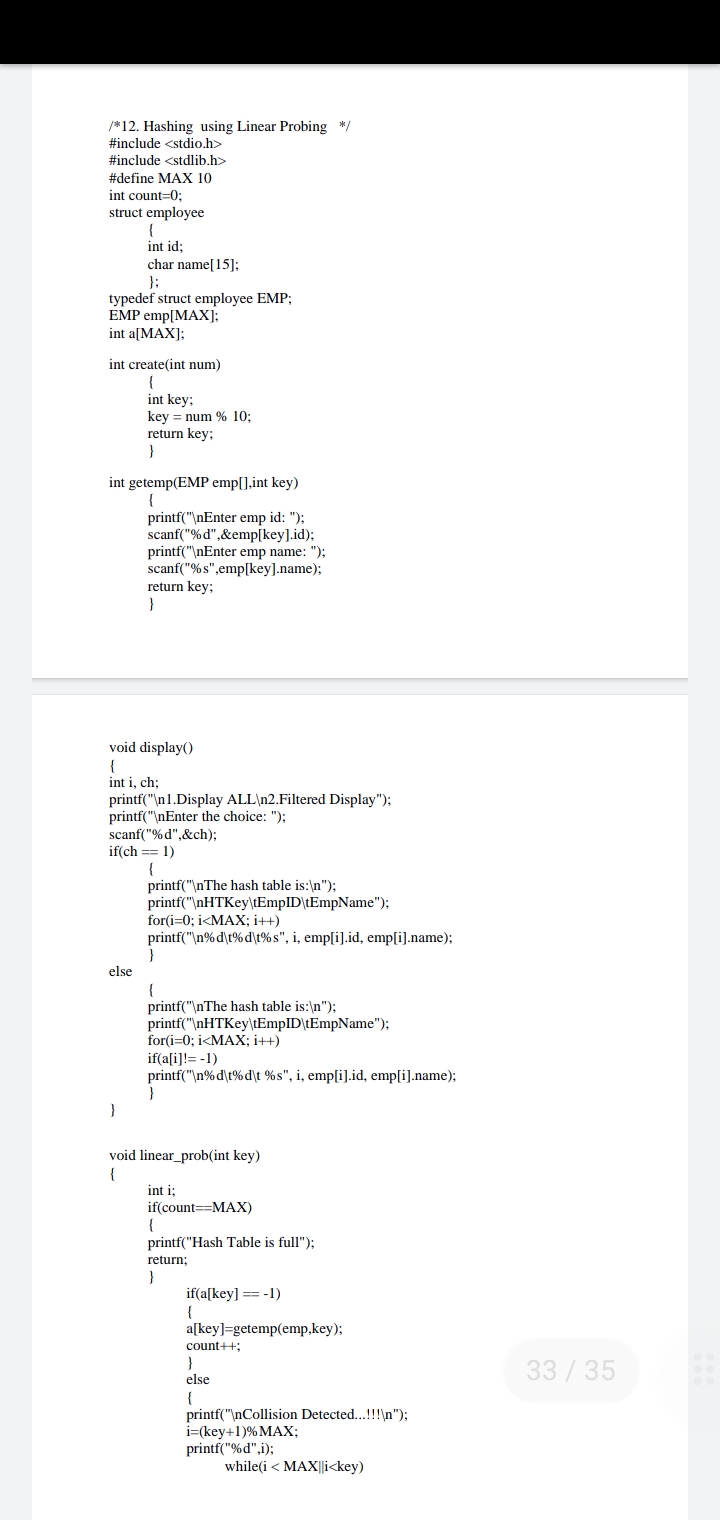 /*12. Hashing  using Linear Probing   */
#include <stdio.h>
#include <stdlib.h>
#define MAX 10
int count=0;
struct employee
{
int id;
char name[15];
};
typedef struct employee EMP;
EMP emp[MAX];
int a[MAX];
int create(int num)
{
int key;
key = num % 10;
return key;
}
int getemp(EMP emp[],int key)
{
printf("\nEnter emp id: ");
scanf("%d",&emp[key].id);
printf("\nEnter emp name: ");
scanf("%s",emp[key].name);
return key;
}
void display()
{
int i, ch;
printf("\n1.Display ALL\n2.Filtered Display");
printf("\nEnter the choice: ");
scanf("%d",&ch);
if(ch == 1)
{
printf("\nThe hash table is:\n");
printf("\nHTKey\tEmpID\tEmpName");
for(i=0; i<MAX; i++)
printf("\n%d\t%d\t%s", i, emp[i].id, emp[i].name);
}
else
{
printf("\nThe hash table is:\n");
printf("\nHTKey\tEmpID\tEmpName");
for(i=0; i<MAX; i++)
if(a[i]!= -1)
printf("\n%d\t%d\t %s", i, emp[i].id, emp[i].name);
}
}
void linear_prob(int key)
{
int i;
if(count==MAX)
{
printf("Hash Table is full");
return;
}
if(a[key] == -1)
{
a[key]=getemp(emp,key);
count++;
}
else
{
printf("\nCollision Detected...!!!\n");
i=(key+1)%MAX;
printf("%d",i);
while(i < MAX||i<key)
33 / 35